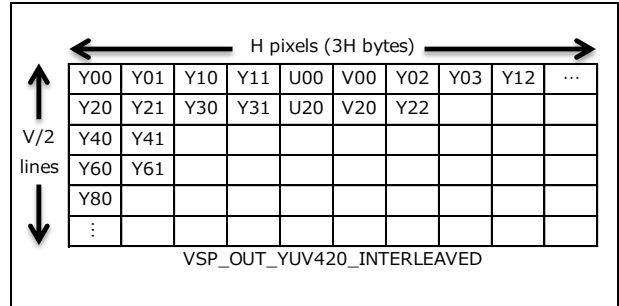 H pixels (3H bytes)
Y00 Y01 Y10 Y11 U00 V00 Y02 Y03 Y12 ⋯
Y20 Y21 Y30 Y31 U20 V20 Y22
V/2
lines
Y40 Y41
Y60 Y61
Y80
⋮
VSP_OUT_YUV420_INTERLEAVED